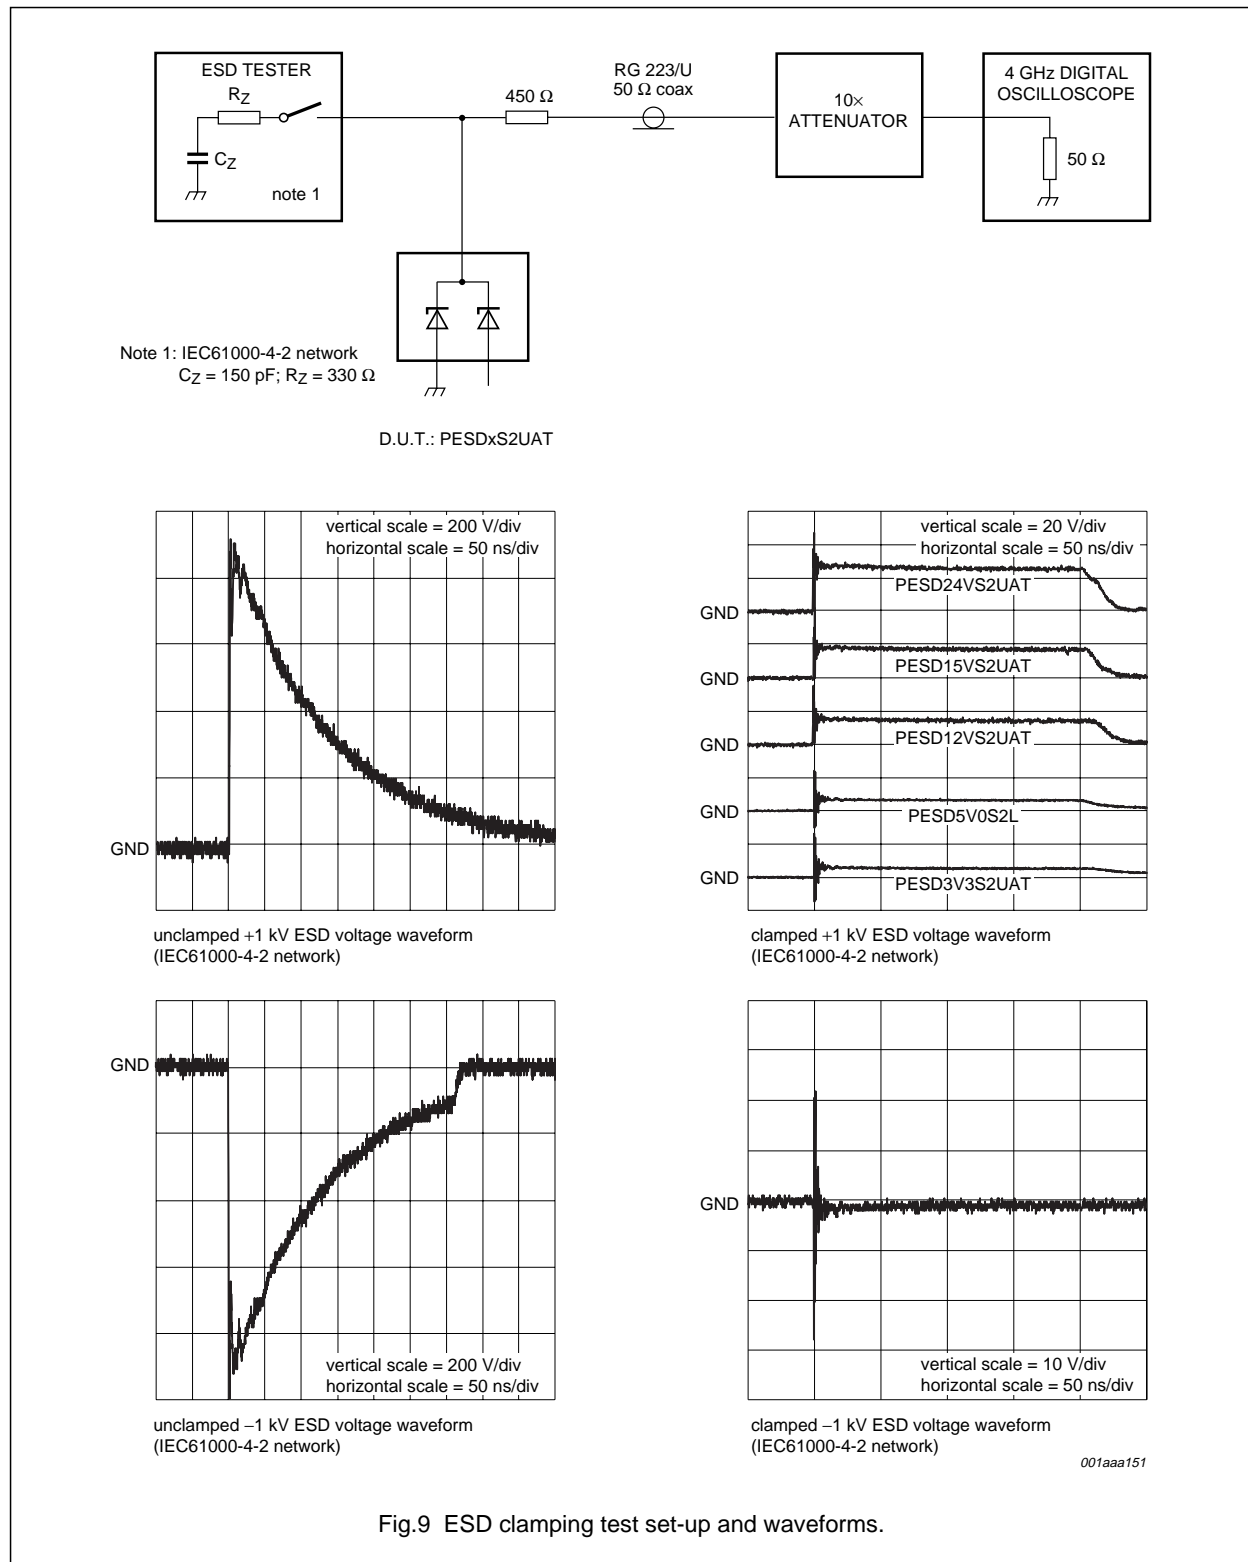 ESD TESTER
RZ
CZ
note 1
450 Ω
RG 223/U
50 Ω coax
10×
ATTENUATOR
4 GHz DIGITAL
OSCILLOSCOPE
50 Ω
Note 1: IEC61000-4-2 network
CZ = 150 pF; RZ = 330 Ω
D.U.T.: PESDxS2UAT
vertical scale = 200 V/div
horizontal scale = 50 ns/div
GND
unclamped +1 kV ESD voltage waveform
(IEC61000-4-2 network)
vertical scale = 20 V/div
horizontal scale = 50 ns/div
PESD24VS2UAT
GND
PESD15VS2UAT
GND
PESD12VS2UAT
GND
PESD5V0S2L
GND
PESD3V3S2UAT
GND
clamped +1 kV ESD voltage waveform
(IEC61000-4-2 network)
GND
vertical scale = 200 V/div
horizontal scale = 50 ns/div
unclamped −1 kV ESD voltage waveform
(IEC61000-4-2 network)
GND
vertical scale = 10 V/div
horizontal scale = 50 ns/div
clamped −1 kV ESD voltage waveform
(IEC61000-4-2 network)
001aaa151
Fig.9 ESD clamping test set-up and waveforms.